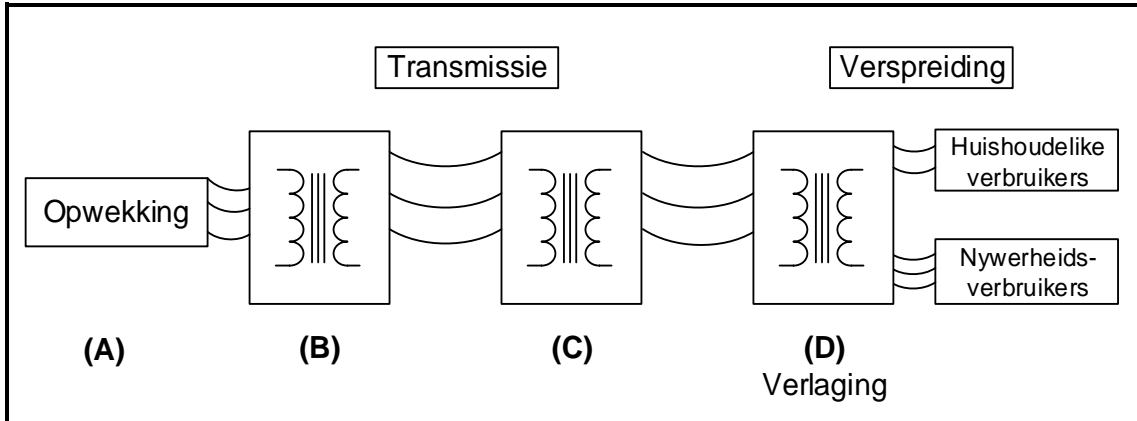 Transmissie
Verspreiding
Opwekking
Huishoudelike
verbruikers
Nywerheids-
verbruikers
(A)
(B)
(C)
(D)
Verlaging